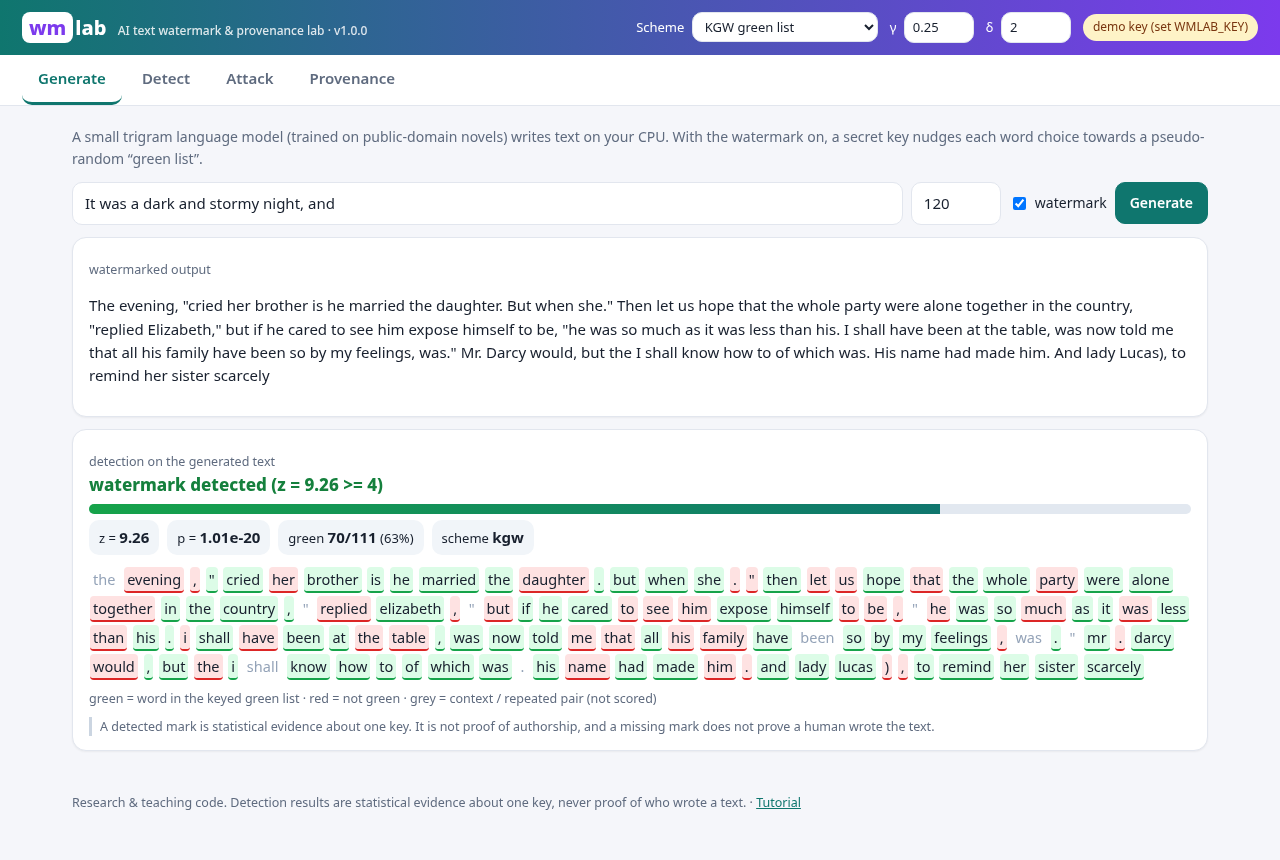 wm lab AI text watermark & provenance lab · v1.0.0 Scheme KGW green list γ 0.25 δ 2 demo key (set WMLAB_KEY)
Generate Detect Attack Provenance
A small trigram language model (trained on public-domain novels) writes text on your CPU. With the watermark on, a secret key nudges each word choice towards a pseudo-
random “green list”.
It was a dark and stormy night, and 120 watermark Generate
watermarked output
The evening, "cried her brother is he married the daughter. But when she." Then let us hope that the whole party were alone together in the country,
"replied Elizabeth," but if he cared to see him expose himself to be, "he was so much as it was less than his. I shall have been at the table, was now told me
that all his family have been so by my feelings, was." Mr. Darcy would, but the I shall know how to of which was. His name had made him. And lady Lucas), to
remind her sister scarcely
detection on the generated text
watermark detected (z = 9.26 >= 4)
z = 9.26 p = 1.01e-20 green 70/111 (63%) scheme kgw
the evening , " cried her brother is he married the daughter . but when she . " then let us hope that the whole party were alone
together in the country , " replied elizabeth , " but if he cared to see him expose himself to be , " he was so much as it was less
than his . i shall have been at the table , was now told me that all his family have been so by my feelings , was . " mr . darcy
would , but the i shall know how to of which was . his name had made him . and lady lucas ) , to remind her sister scarcely
green = word in the keyed green list · red = not green · grey = context / repeated pair (not scored)
A detected mark is statistical evidence about one key. It is not proof of authorship, and a missing mark does not prove a human wrote the text.
Research & teaching code. Detection results are statistical evidence about one key, never proof of who wrote a text. · Tutorial